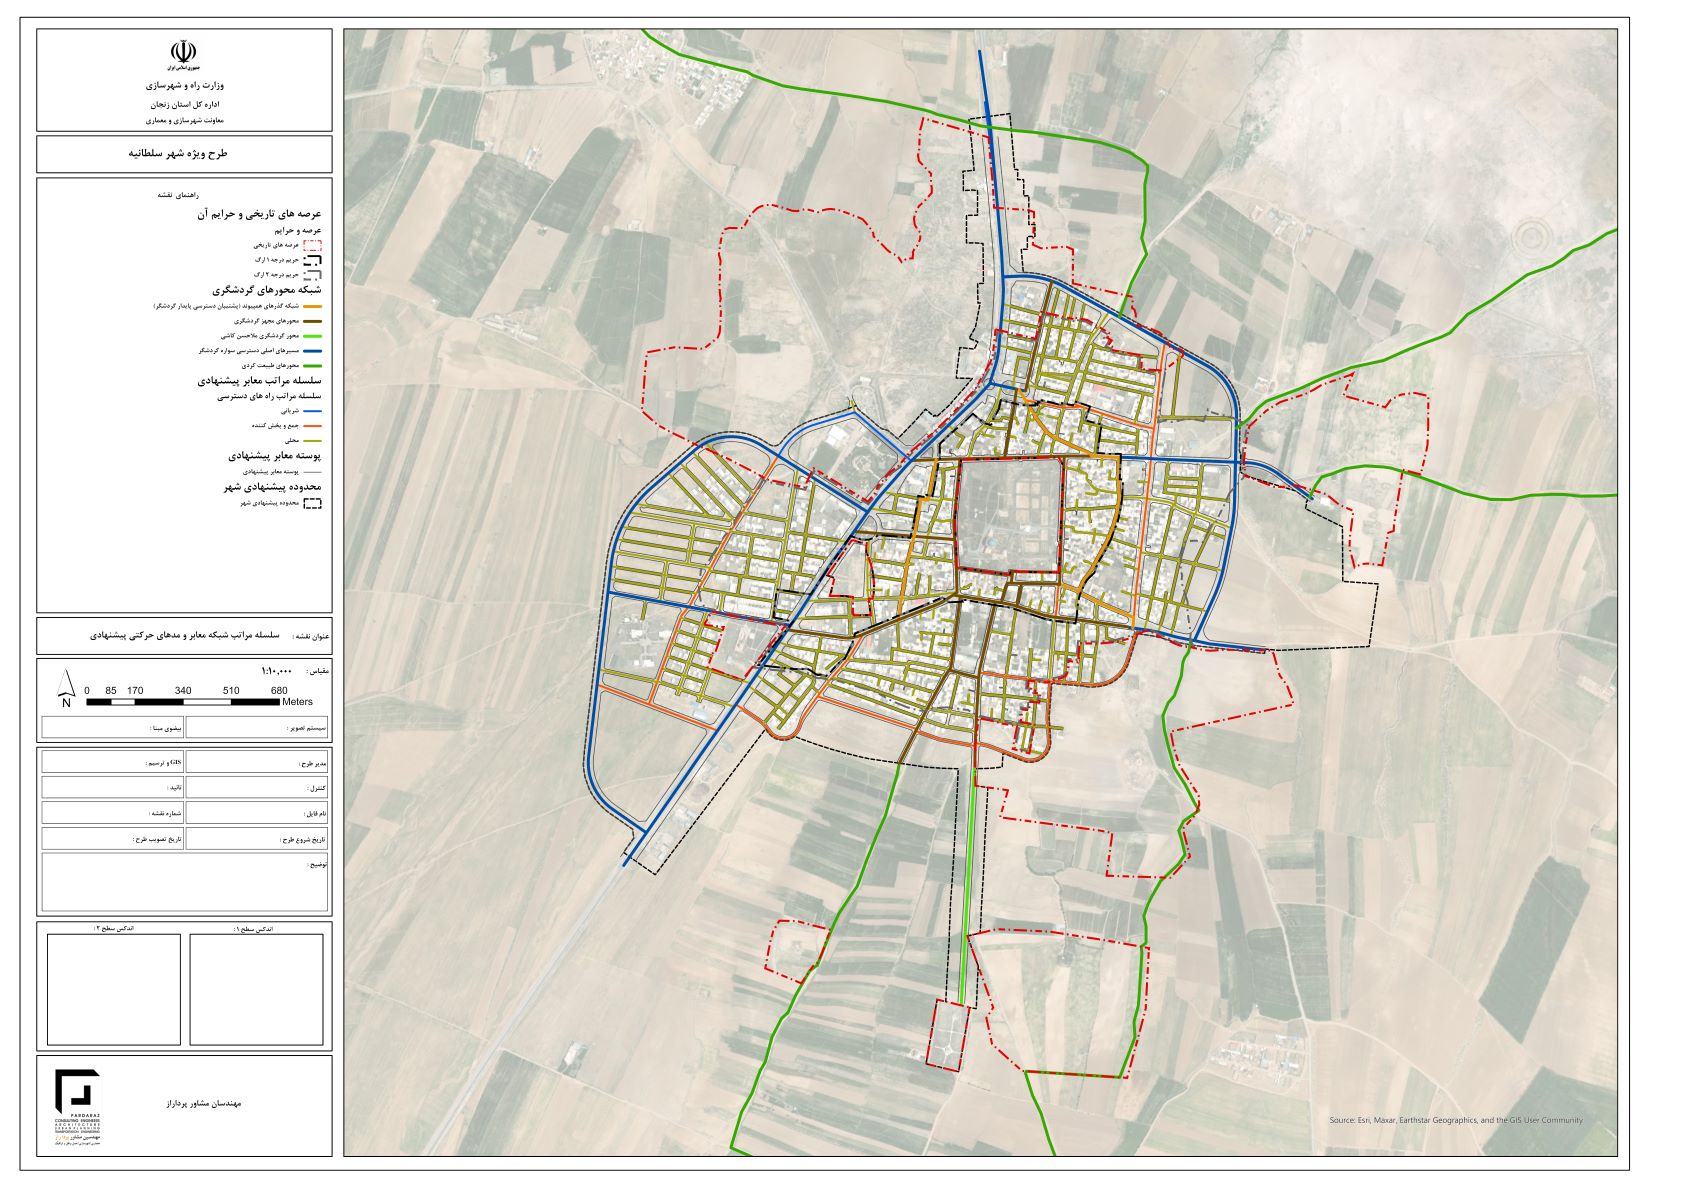 جمهوری اسلامی ایران
وزارت راه و شهرسازی
اداره کل استان زنجان
معاونت شهرسازی و معماری
طرح ویژه شهر سلطانیه
راهنمای نقشه
عرصه های تاریخی و حرایم آن
عرصه و حرایم
عرصه های تاریخی
حریم درجه ۱ ارگ
حریم درجه ۲ ارگ
شبکه محورهای گردشگری
شبکه گذرهای همپیوند (پشتیبان دسترسی پایدار گردشگر)
محورهای مجهز گردشگری
محور گردشگری ملاحسن کاشی
مسیرهای اصلی دسترسی سواره گردشگر
محورهای طبیعت گردی
سلسله مراتب معابر پیشنهادی
سلسله مراتب راه های دسترسی
شریانی
جمع و پخش کننده
محلی
پوسته معابر پیشنهادی
پوسته معابر پیشنهادی
محدوده پیشنهادی شهر
محدوده پیشنهادی شهر
عنوان نقشه : سلسله مراتب شبکه معابر و مدهای حرکتی پیشنهادی
مقیاس : ۱:۱۰,۰۰۰
N
0 85 170 340 510 680
Meters
سیستم تصویر : بیضوی مبنا :
مدیر طرح : GIS و ترسیم :
کنترل : تائید :
نام فایل : شماره نقشه :
تاریخ شروع طرح : تاریخ تصویب طرح :
توضیح :
اندکس سطح ۱ : اندکس سطح ۲ :
مهندسان مشاور پرداراز
PARDARAZ
CONSULTING ENGINEERS
ARCHITECTURE
URBAN PLANNING
TRANSPORTATION ENGINEERING
Source: Esri, Maxar, Earthstar Geographics, and the GIS User Community